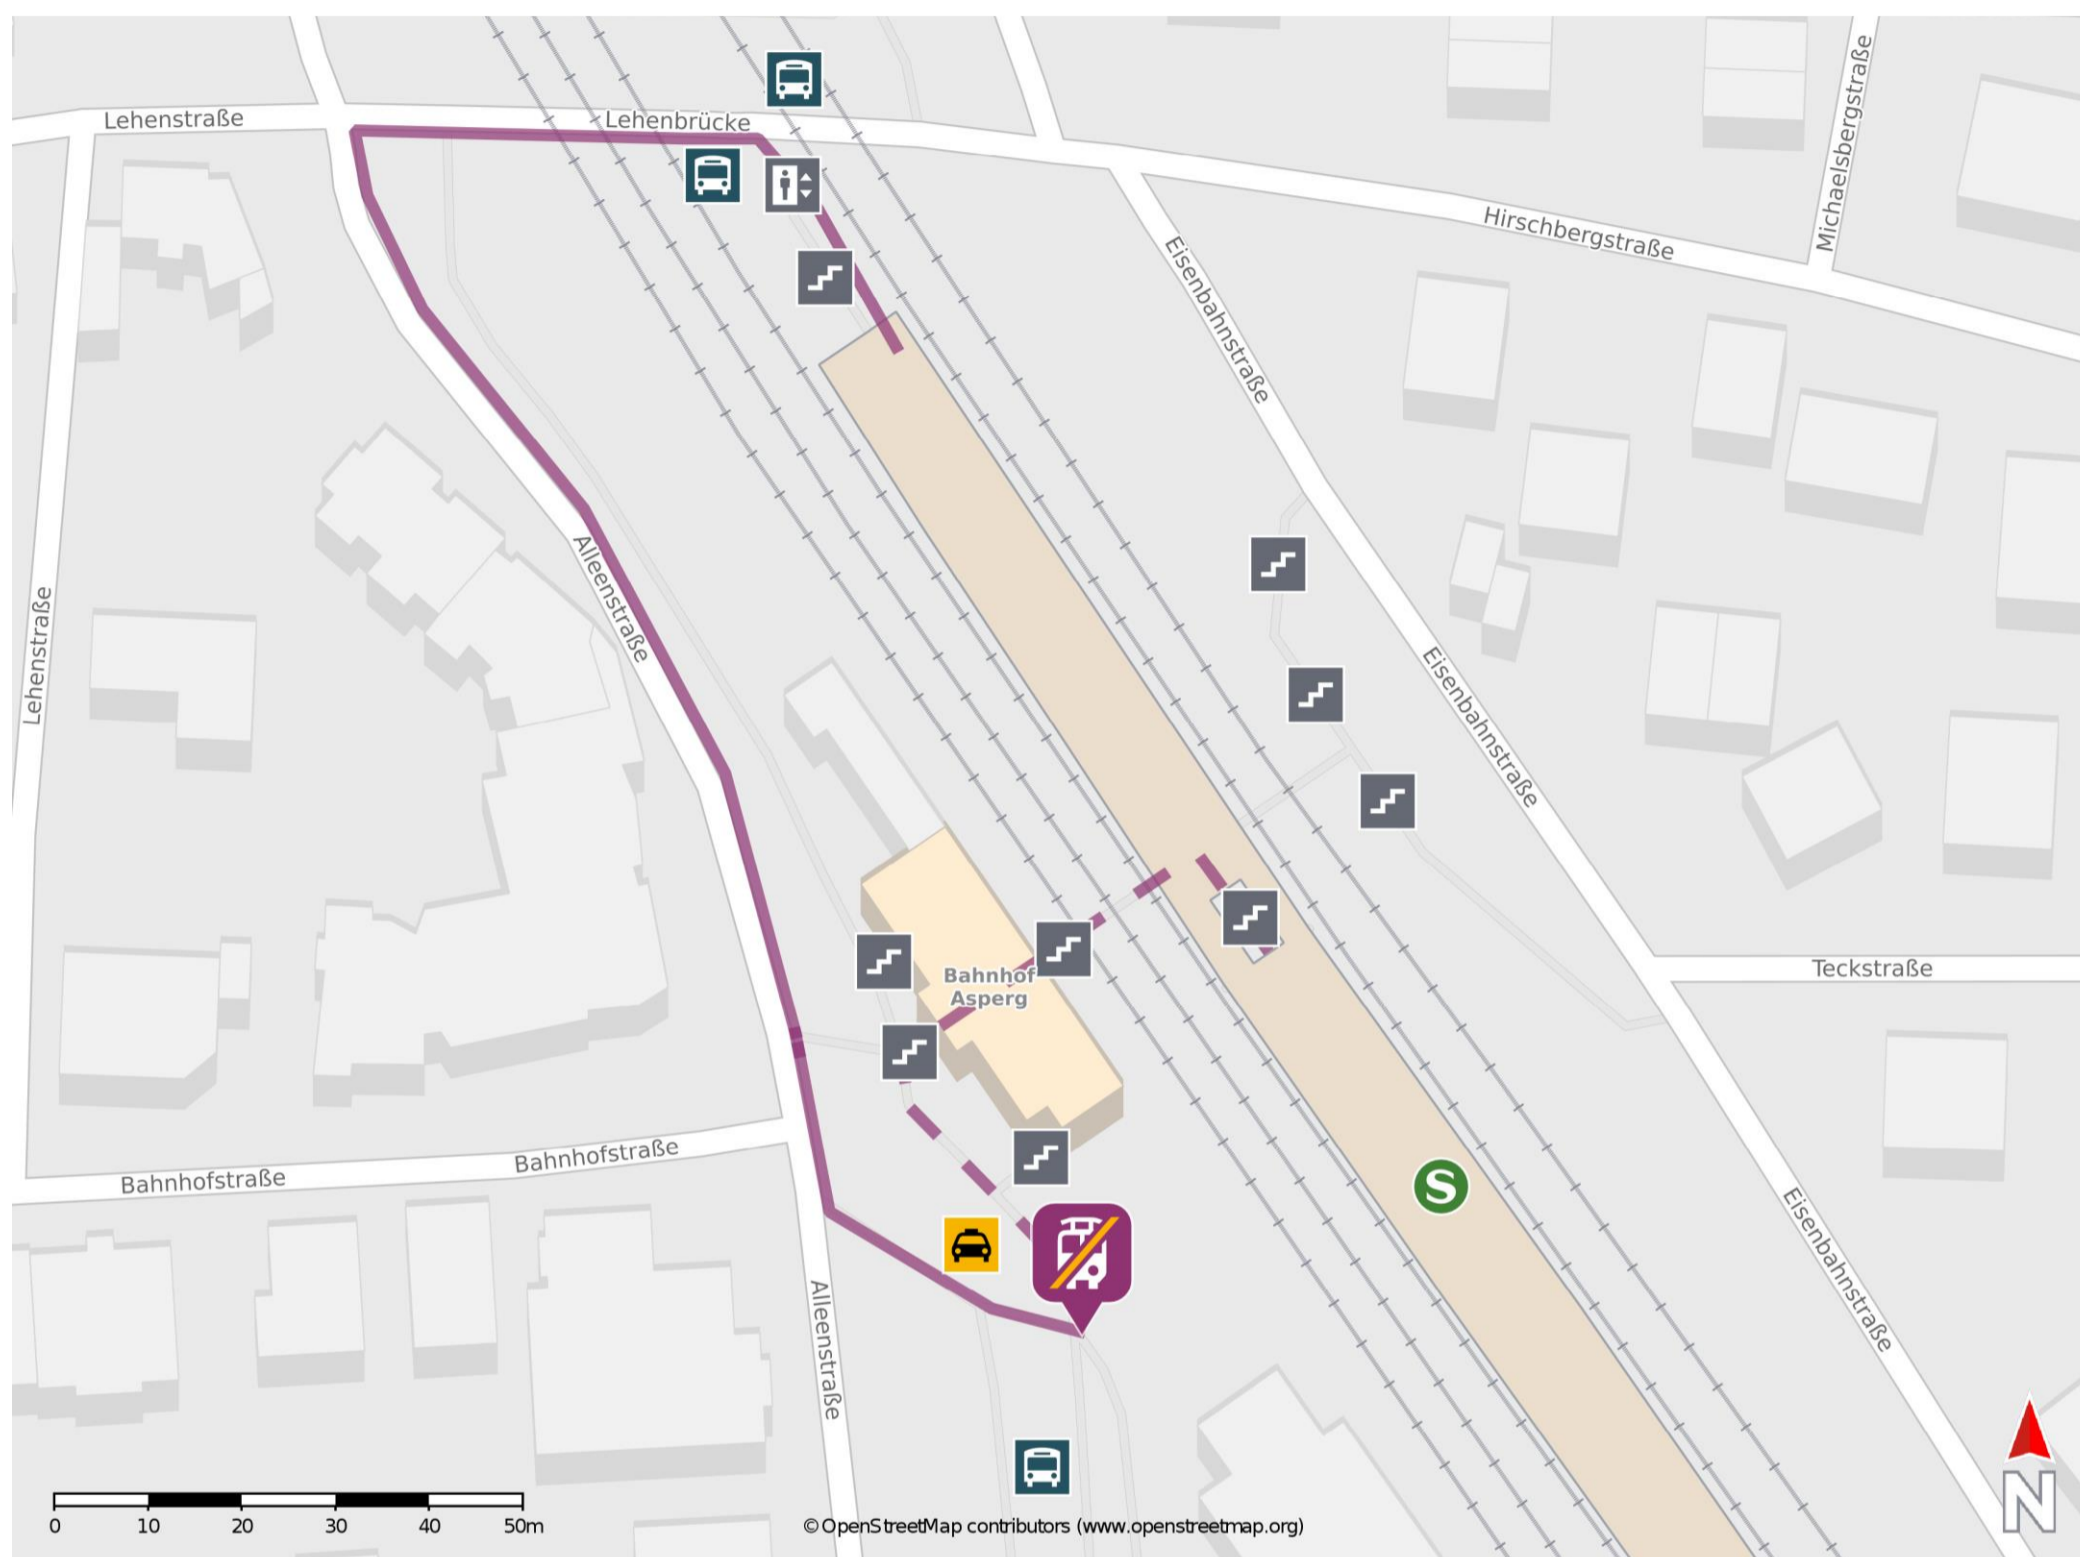 Lehenstraße
Lehenbrücke
Michaelsbergstraße
Hirschbergstraße
Eisenbahnstraße
Alleenstraße
Lehenstraße
Eisenbahnstraße
Bahnhof
Asperg
Teckstraße
Bahnhofstraße
Bahnhofstraße
S
Eisenbahnstraße
Alleenstraße
N
0 10 20 30 40 50m
© OpenStreetMap contributors (www.openstreetmap.org)